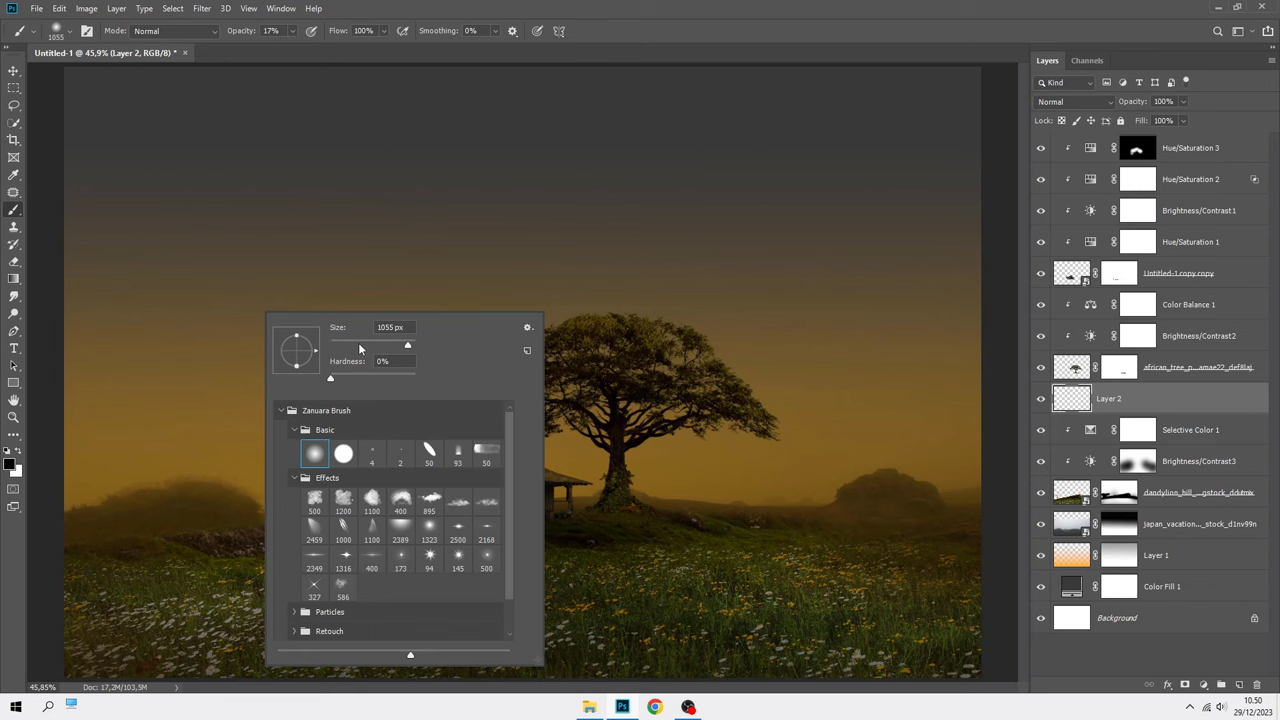 Ps File Edit Image Layer Type Select Filter 3D View Window Help
1055 Mode: Normal Opacity: 17% Flow: 100% Smoothing: 0%
Untitled-1 @ 45,9% (Layer 2, RGB/8) * ×
Layers Channels
Kind
Normal Opacity: 100%
Lock: Fill: 100%
Hue/Saturation 3
Hue/Saturation 2
Brightness/Contrast 1
Hue/Saturation 1
Untitled-1 copy copy
Color Balance 1
Brightness/Contrast 2
Layer 2
Selective Color 1
Brightness/Contrast 3
japan_vacation..._stock_d1nv99n
Layer 1
Color Fill 1
Background
Size: 1055 px
Hardness: 0%
Zanuara Brush
Basic
4 2 50 93 50
Effects
500 1200 1100 400 895
2459 1000 1100 2389 1323 2500 2168
2349 1316 400 173 94 145 500
327 586
Particles
Retouch
45,85% Doc: 17,2M/103,5M
Ps
10.50
29/12/2023